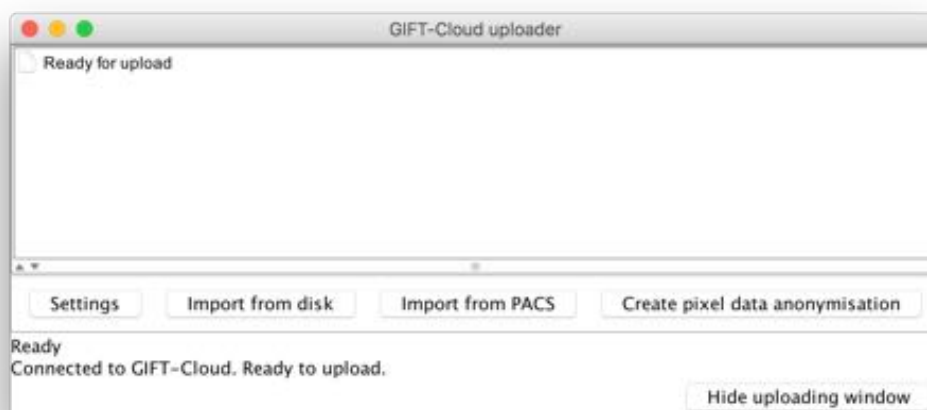 GIFT-Cloud uploader
Ready for upload
Settings Import from disk Import from PACS Create pixel data anonymisation
Ready
Connected to GIFT-Cloud. Ready to upload.
Hide uploading window